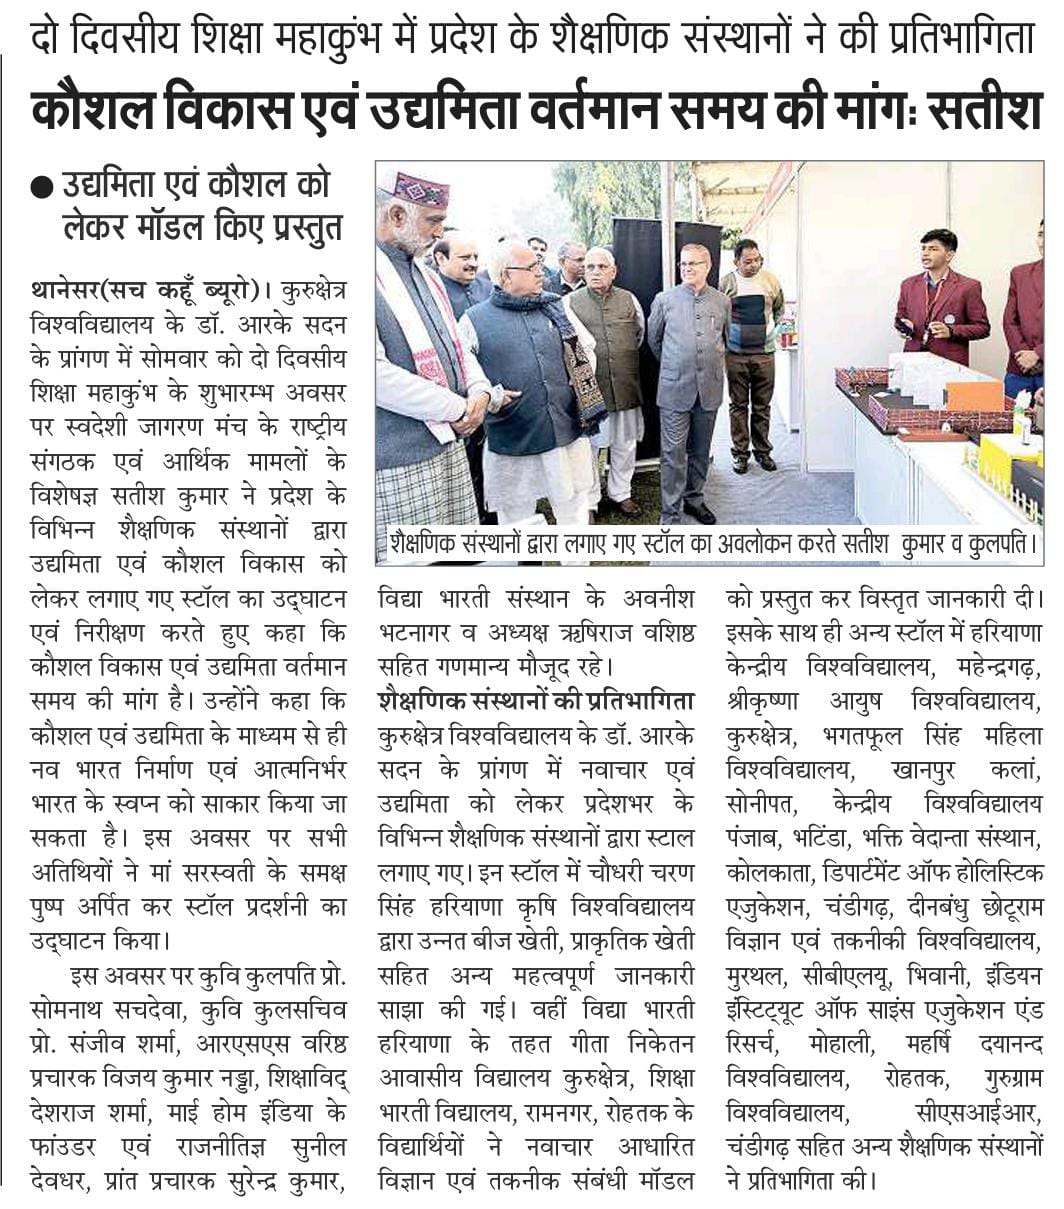 दो दिवसीय शिक्षा महाकुंभ में प्रदेश के शैक्षणिक संस्थानों ने की प्रतिभागिता
कौशल विकास एवं उद्यमिता वर्तमान समय की मांगः सतीश
● उद्यमिता एवं कौशल को
लेकर मॉडल किए प्रस्तुत
थानेसर(सच कहूँ ब्यूरो)। कुरुक्षेत्र
विश्वविद्यालय के डॉ. आरके सदन
के प्रांगण में सोमवार को दो दिवसीय
शिक्षा महाकुंभ के शुभारम्भ अवसर
पर स्वदेशी जागरण मंच के राष्ट्रीय
संगठक एवं आर्थिक मामलों के
विशेषज्ञ सतीश कुमार ने प्रदेश के
विभिन्न शैक्षणिक संस्थानों द्वारा
उद्यमिता एवं कौशल विकास को
लेकर लगाए गए स्टॉल का उद्घाटन
एवं निरीक्षण करते हुए कहा कि
कौशल विकास एवं उद्यमिता वर्तमान
समय की मांग है। उन्होंने कहा कि
कौशल एवं उद्यमिता के माध्यम से ही
नव भारत निर्माण एवं आत्मनिर्भर
भारत के स्वप्न को साकार किया जा
सकता है। इस अवसर पर सभी
अतिथियों ने मां सरस्वती के समक्ष
पुष्प अर्पित कर स्टॉल प्रदर्शनी का
उद्घाटन किया।
इस अवसर पर कुवि कुलपति प्रो.
सोमनाथ सचदेवा, कुवि कुलसचिव
प्रो. संजीव शर्मा, आरएसएस वरिष्ठ
प्रचारक विजय कुमार नड्डा, शिक्षाविद्
देशराज शर्मा, माई होम इंडिया के
फांउडर एवं राजनीतिज्ञ सुनील
देवधर, प्रांत प्रचारक सुरेन्द्र कुमार,
शैक्षणिक संस्थानों द्वारा लगाए गए स्टॉल का अवलोकन करते सतीश कुमार व कुलपति।
विद्या भारती संस्थान के अवनीश
भटनागर व अध्यक्ष ऋषिराज वशिष्ठ
सहित गणमान्य मौजूद रहे।
शैक्षणिक संस्थानों की प्रतिभागिता
कुरुक्षेत्र विश्वविद्यालय के डॉ. आरके
सदन के प्रांगण में नवाचार एवं
उद्यमिता को लेकर प्रदेशभर के
विभिन्न शैक्षणिक संस्थानों द्वारा स्टाल
लगाए गए। इन स्टॉल में चौधरी चरण
सिंह हरियाणा कृषि विश्वविद्यालय
द्वारा उन्नत बीज खेती, प्राकृतिक खेती
सहित अन्य महत्वपूर्ण जानकारी
साझा की गई। वहीं विद्या भारती
हरियाणा के तहत गीता निकेतन
आवासीय विद्यालय कुरुक्षेत्र, शिक्षा
भारती विद्यालय, रामनगर, रोहतक के
विद्यार्थियों ने नवाचार आधारित
विज्ञान एवं तकनीक संबंधी मॉडल
को प्रस्तुत कर विस्तृत जानकारी दी।
इसके साथ ही अन्य स्टॉल में हरियाणा
केन्द्रीय विश्वविद्यालय, महेन्द्रगढ़,
श्रीकृष्णा आयुष विश्वविद्यालय,
कुरुक्षेत्र, भगतफूल सिंह महिला
विश्वविद्यालय, खानपुर कलां,
सोनीपत, केन्द्रीय विश्वविद्यालय
पंजाब, भटिंडा, भक्ति वेदान्ता संस्थान,
कोलकाता, डिपार्टमेंट ऑफ होलिस्टिक
एजुकेशन, चंडीगढ़, दीनबंधु छोटूराम
विज्ञान एवं तकनीकी विश्वविद्यालय,
मुरथल, सीबीएलयू, भिवानी, इंडियन
इंस्टिट्यूट ऑफ साइंस एजुकेशन एंड
रिसर्च, मोहाली, महर्षि दयानन्द
विश्वविद्यालय, रोहतक, गुरुग्राम
विश्वविद्यालय, सीएसआईआर,
चंडीगढ़ सहित अन्य शैक्षणिक संस्थानों
ने प्रतिभागिता की।